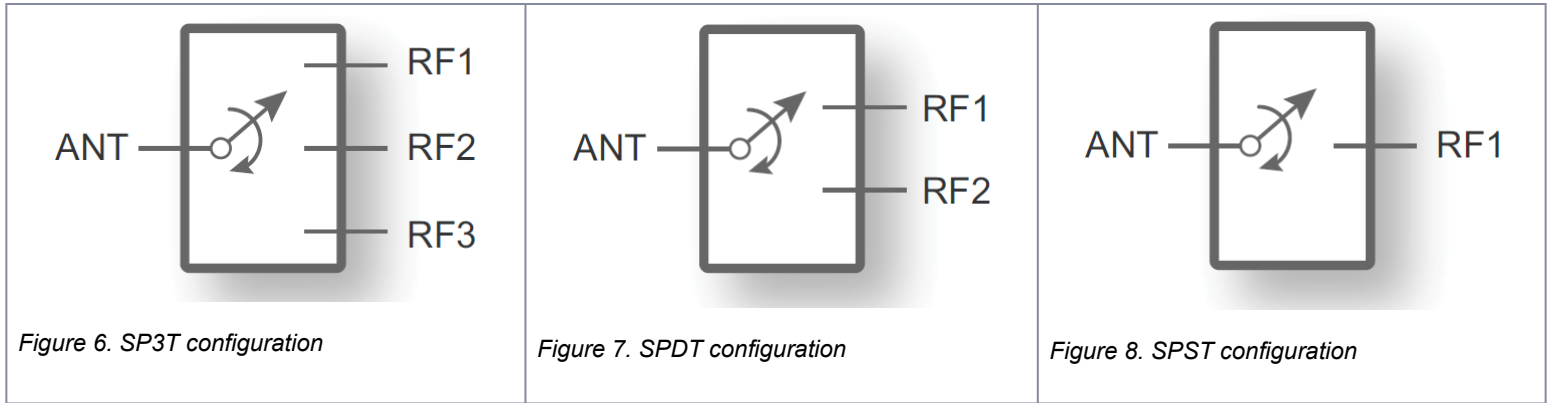 ANT
RF1
RF2
RF3
Figure 6. SP3T configuration
ANT
RF1
RF2
Figure 7. SPDT configuration
ANT
RF1
Figure 8. SPST configuration